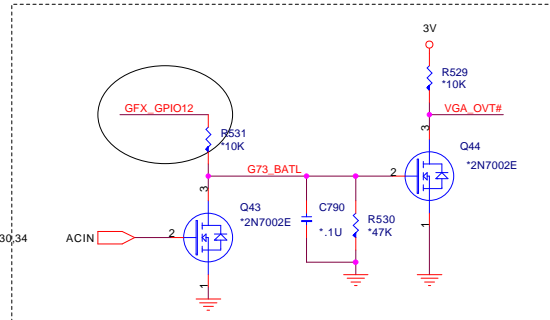 3V
R529
*10K
GFX_GPIO12
VGA_OVT#
R531
*10K
3
Q44
G73_BATL
2
*2N7002E
3
Q43
*2N7002E
C790
*.1U
R530
*47K
1
30,34
ACIN
2
1